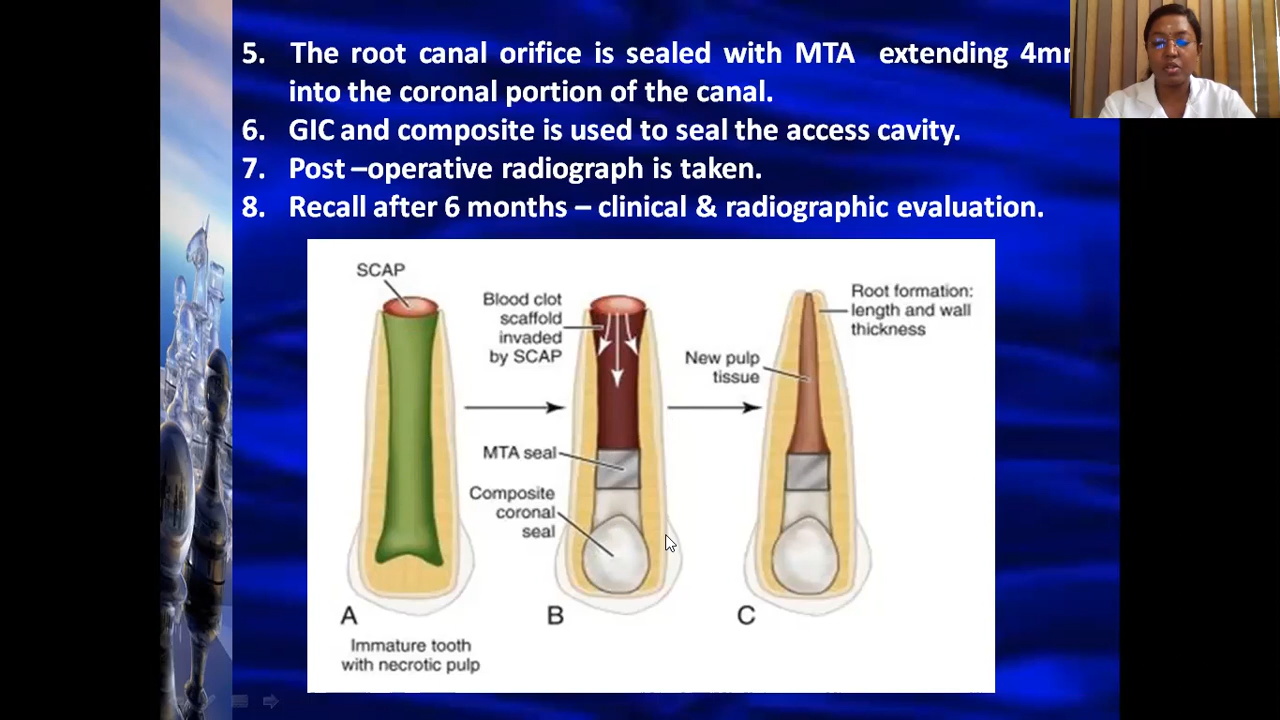 5. The root canal orifice is sealed with MTA extending
into the coronal portion of the canal.
6. GIC and composite is used to seal the access cavity.
7. Post –operative radiograph is taken.
8. Recall after 6 months – clinical & radiographic evaluation.
SCAP
Blood clot
scaffold
invaded
by SCAP
Root formation:
length and wall
thickness
New pulp
tissue
MTA seal
Composite
coronal
seal
A
B
C
Immature tooth
with necrotic pulp